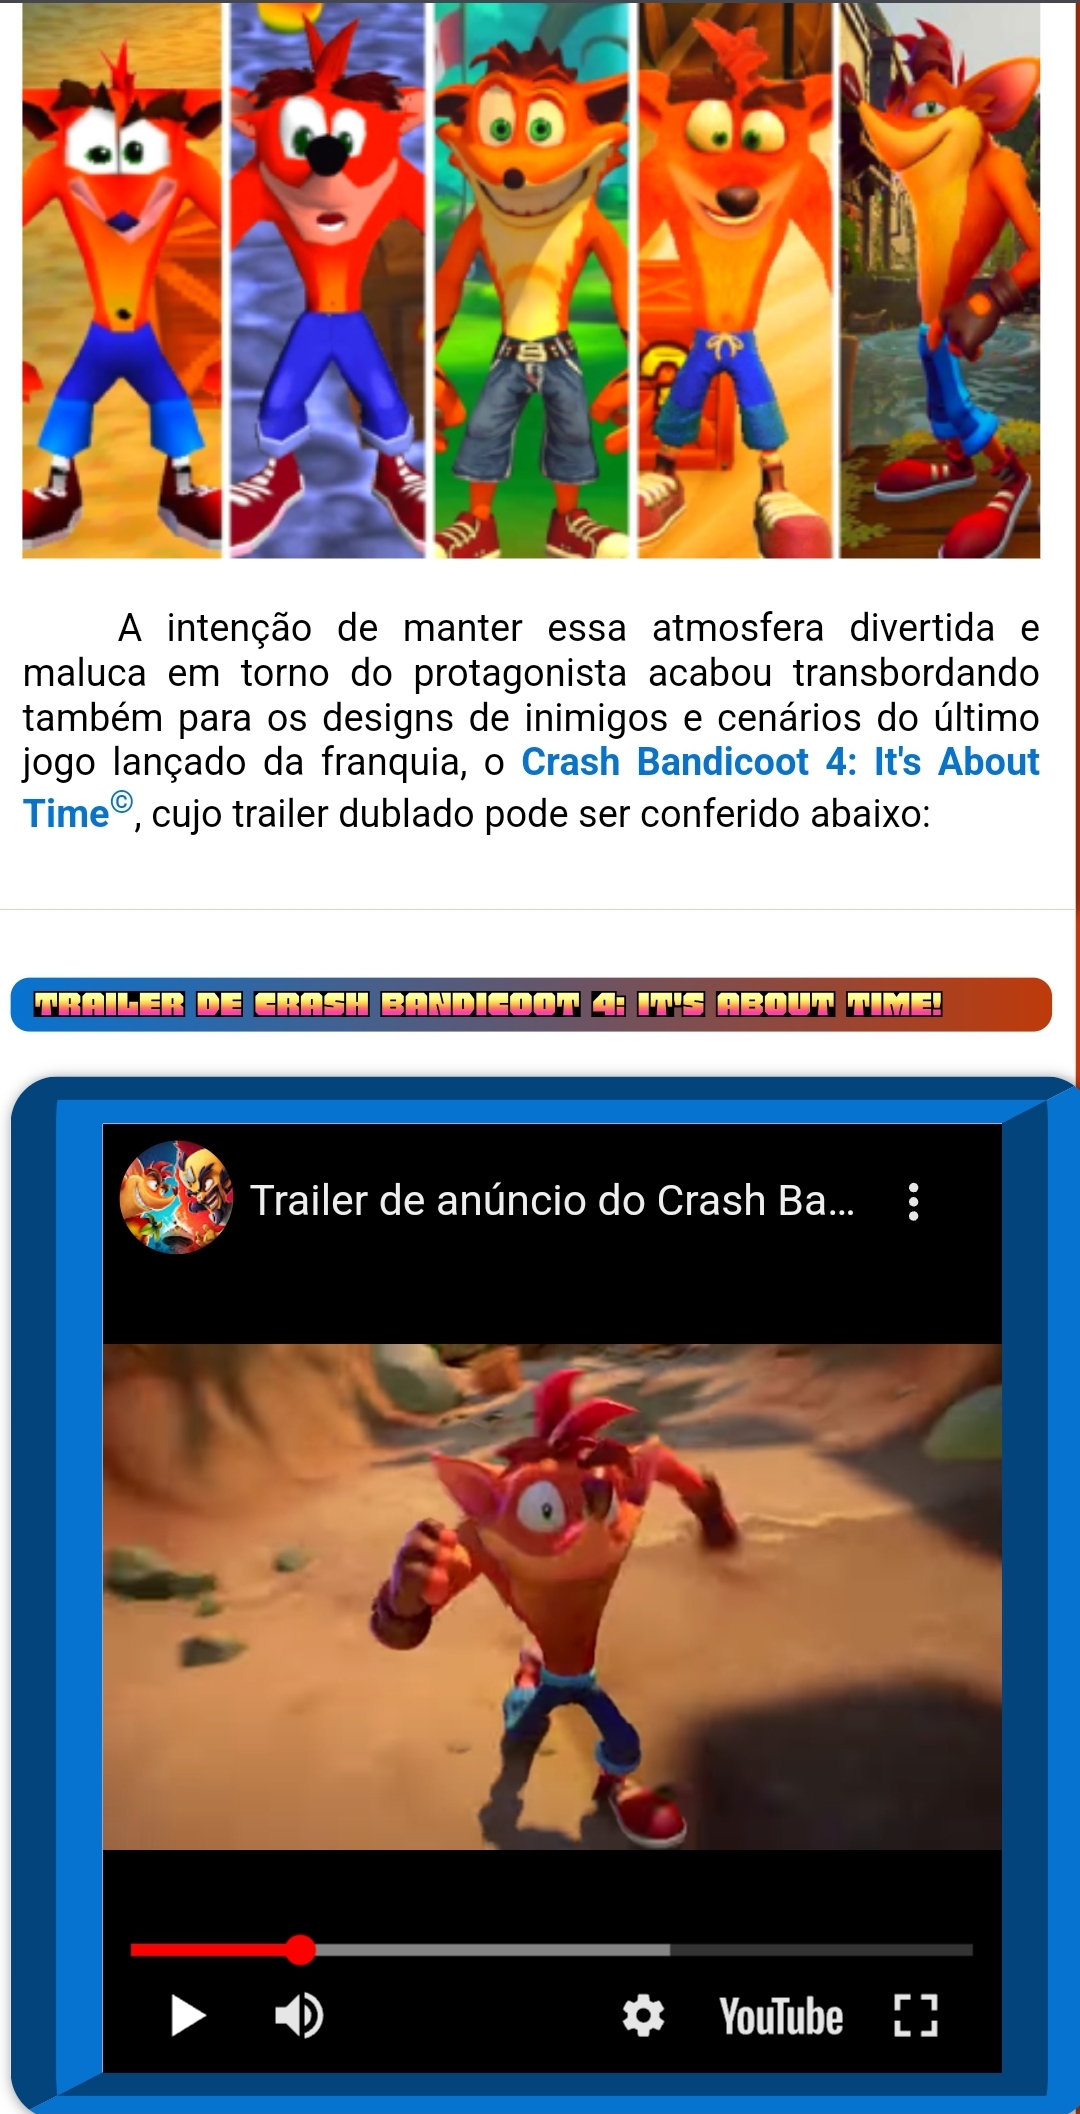 A intenção de manter essa atmosfera divertida e
maluca em torno do protagonista acabou transbordando
também para os designs de inimigos e cenários do último
jogo lançado da franquia, o Crash Bandicoot 4: It's About
Time©, cujo trailer dublado pode ser conferido abaixo:
TRAILER DE CRASH BANDICOOT 4: IT'S ABOUT TIME!
Trailer de anúncio do Crash Ba...
YouTube